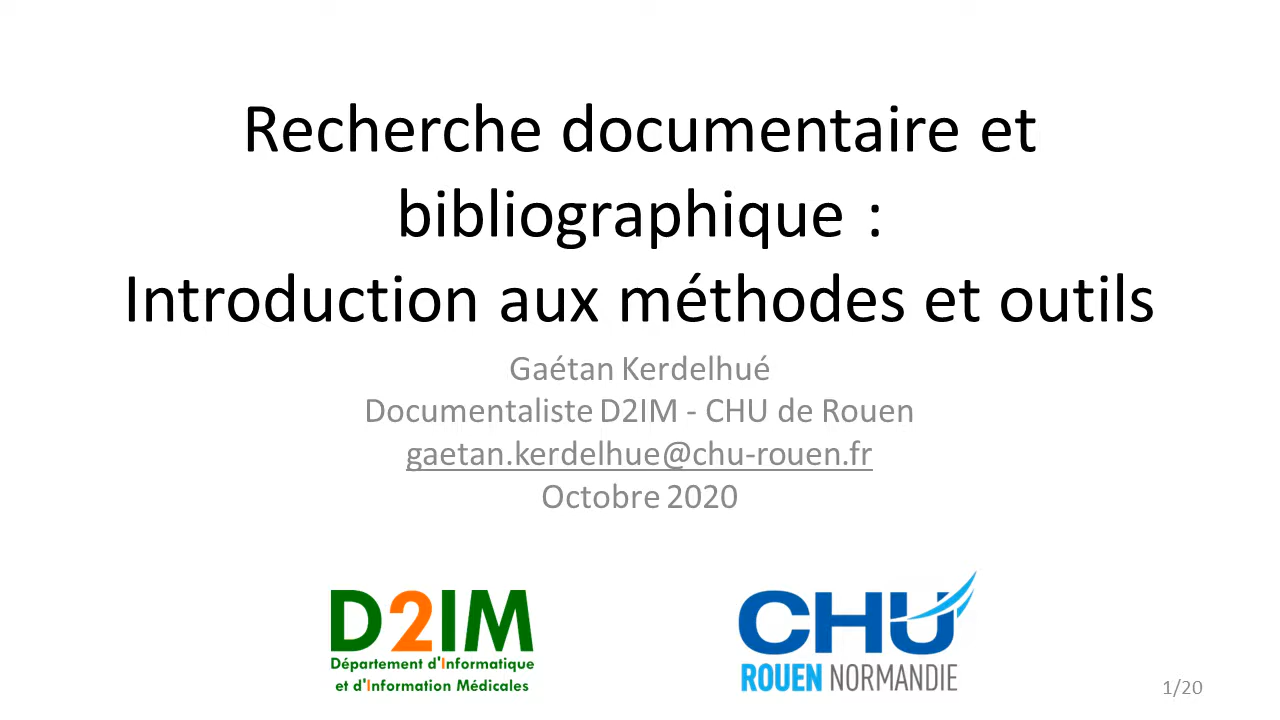 Recherche documentaire et
bibliographique :
Introduction aux méthodes et outils
Gaétan Kerdelhué
Documentaliste D2IM - CHU de Rouen
gaetan.kerdelhue@chu-rouen.fr
Octobre 2020
D2IM
Département d'Informatique
et d'Information Médicales
CHU
ROUEN NORMANDIE
1/20